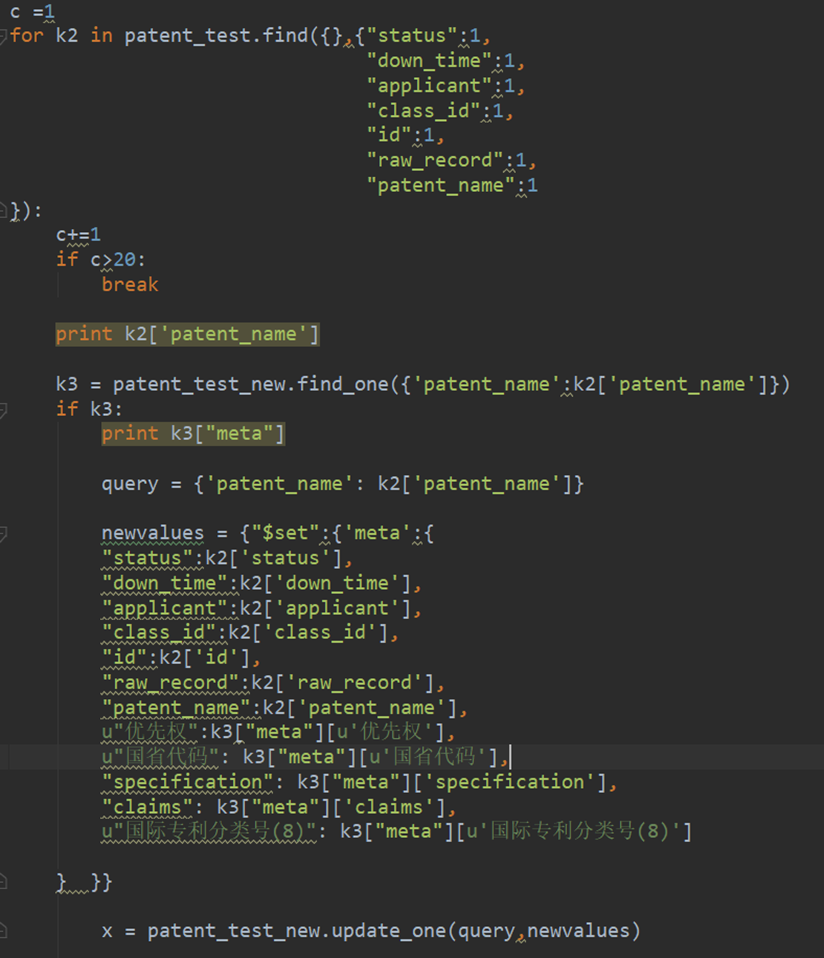 c =1
for k2 in patent_test.find({},{"status":1,
"down_time":1,
"applicant":1,
"class_id":1,
"id":1,
"raw_record":1,
"patent_name":1
}):
c+=1
if c>20:
break
print k2['patent_name']
k3 = patent_test_new.find_one({'patent_name':k2['patent_name']})
if k3:
print k3["meta"]
query = {'patent_name': k2['patent_name']}
newvalues = {"$set":{'meta':{
"status":k2['status'],
"down_time":k2['down_time'],
"applicant":k2['applicant'],
"class_id":k2['class_id'],
"id":k2['id'],
"raw_record":k2['raw_record'],
"patent_name":k2['patent_name'],
u"优先权":k3["meta"][u'优先权'],
u"国省代码": k3["meta"][u'国省代码'],
"specification": k3["meta"]['specification'],
"claims": k3["meta"]['claims'],
u"国际专利分类号(8)": k3["meta"][u'国际专利分类号(8)']
} }}
x = patent_test_new.update_one(query,newvalues)